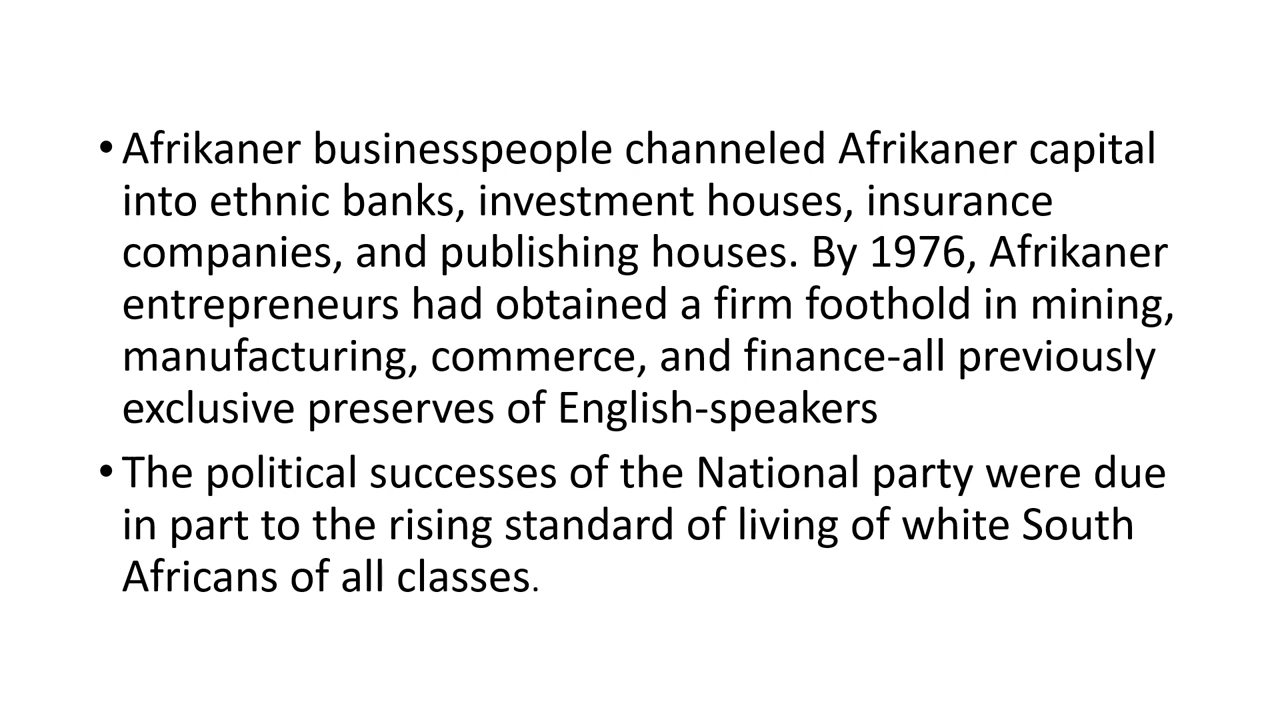 • Afrikaner businesspeople channeled Afrikaner capital
into ethnic banks, investment houses, insurance
companies, and publishing houses. By 1976, Afrikaner
entrepreneurs had obtained a firm foothold in mining,
manufacturing, commerce, and finance-all previously
exclusive preserves of English-speakers
• The political successes of the National party were due
in part to the rising standard of living of white South
Africans of all classes.